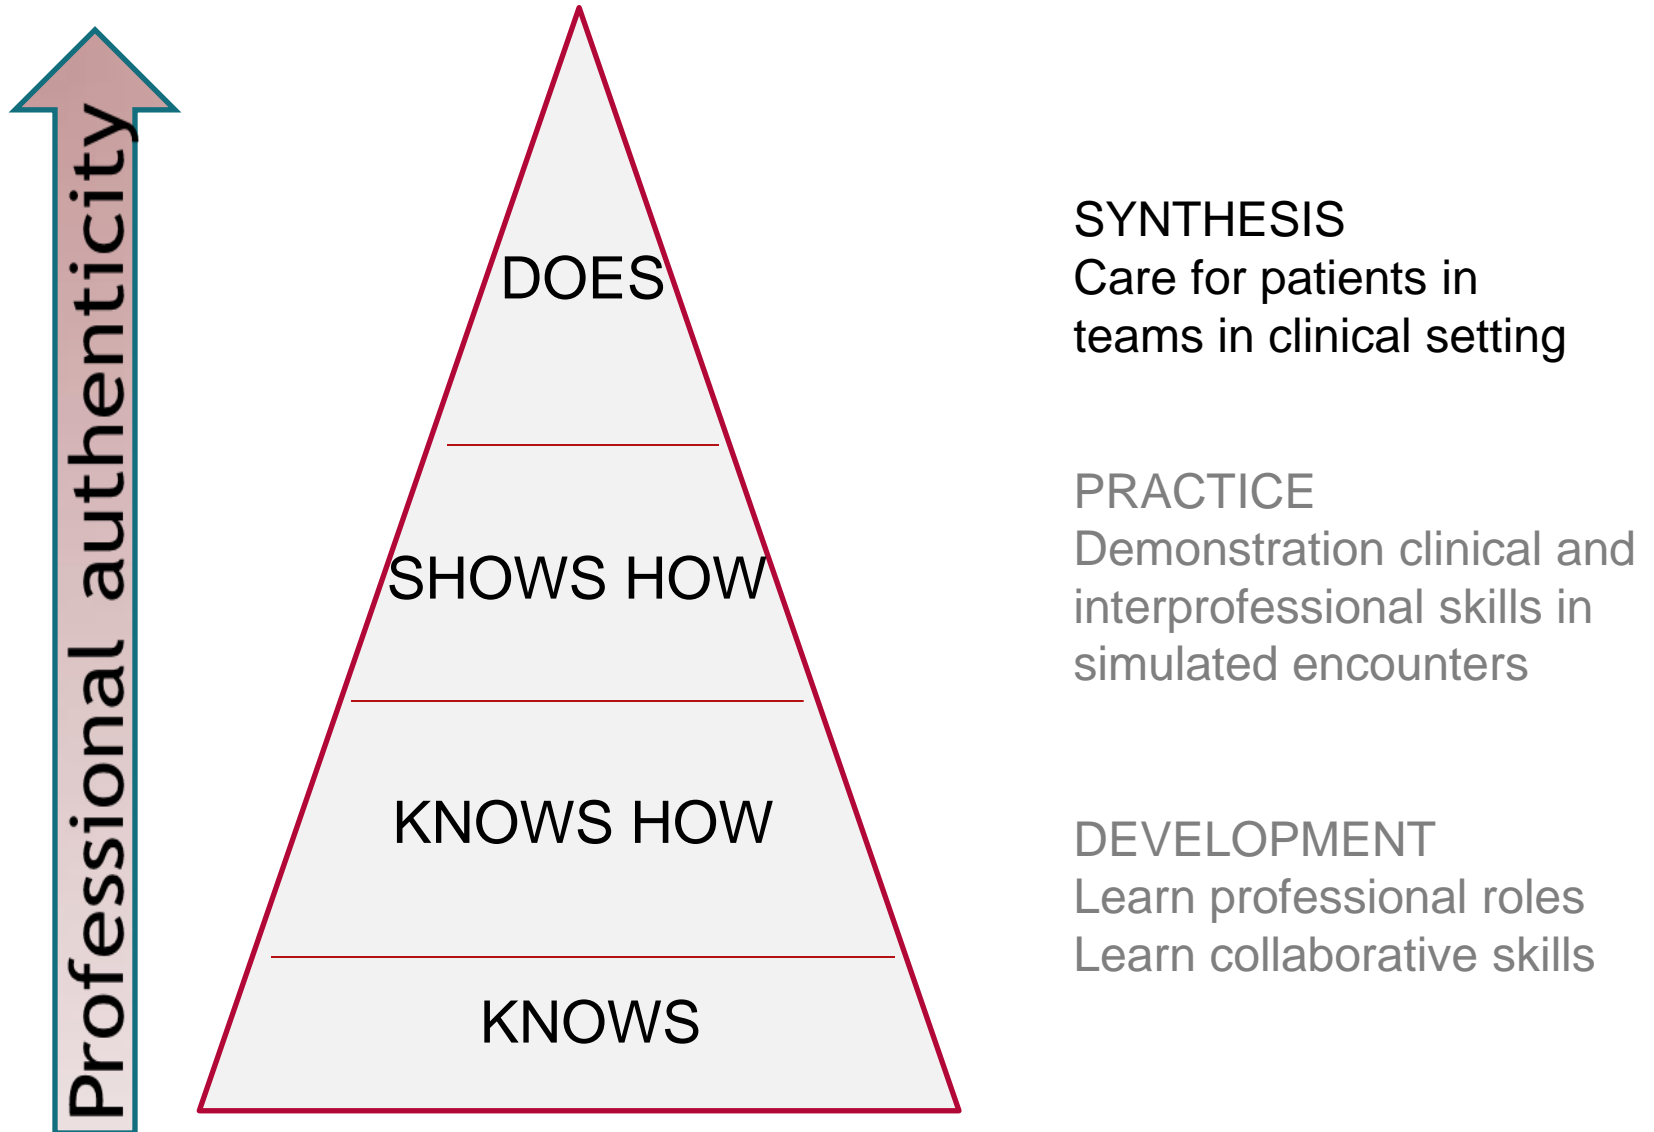 Professional authenticity
DOES
SHOWS HOW
KNOWS HOW
KNOWS
SYNTHESIS
Care for patients in
teams in clinical setting
PRACTICE
Demonstration clinical and
interprofessional skills in
simulated encounters
DEVELOPMENT
Learn professional roles
Learn collaborative skills